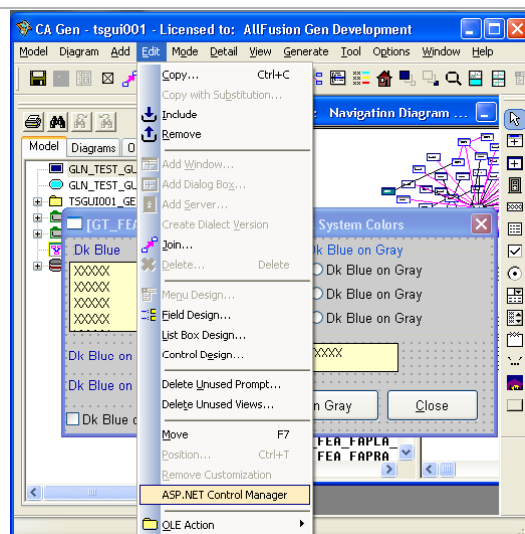 CA Gen - tsgui001 - Licensed to: AllFusion Gen Development
Model Diagram Add Edit Mode Detail View Generate Tool Options Window Help
Copy... Ctrl+C
Copy with Substitution...
Include
Remove
Add Window...
Add Dialog Box...
Add Server...
Create Dialect Version
Join...
Delete... Delete
Menu Design...
Field Design...
List Box Design...
Control Design...
Delete Unused Prompt...
Delete Unused Views...
Move F7
Position... Ctrl+T
Remove Customization
ASP.NET Control Manager
OLE Action
: Navigation Diagram ...
Model Diagrams
GLN_TEST_GU
GLN_TEST_GU
TSGUI001_GE
[GT_FEA
System Colors
Dk Blue
Dk Blue on Gray
XXXXX
XXXXX
XXXXX
XXXXX
Dk Blue on Gray
Dk Blue on Gray
Dk Blue on Gray
XXXX
Dk Blue on
Dk Blue on
n Gray
Close
Dk Blue o
_FEA_FAPLA_
_FEA_FAPRA_